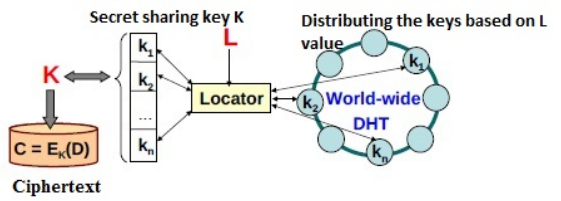 Secret sharing key K
Distributing the keys based on L
value
L
K
k1
k2
...
kn
Locator
k1
k2
World-wide
DHT
kn
C = EK(D)
Ciphertext